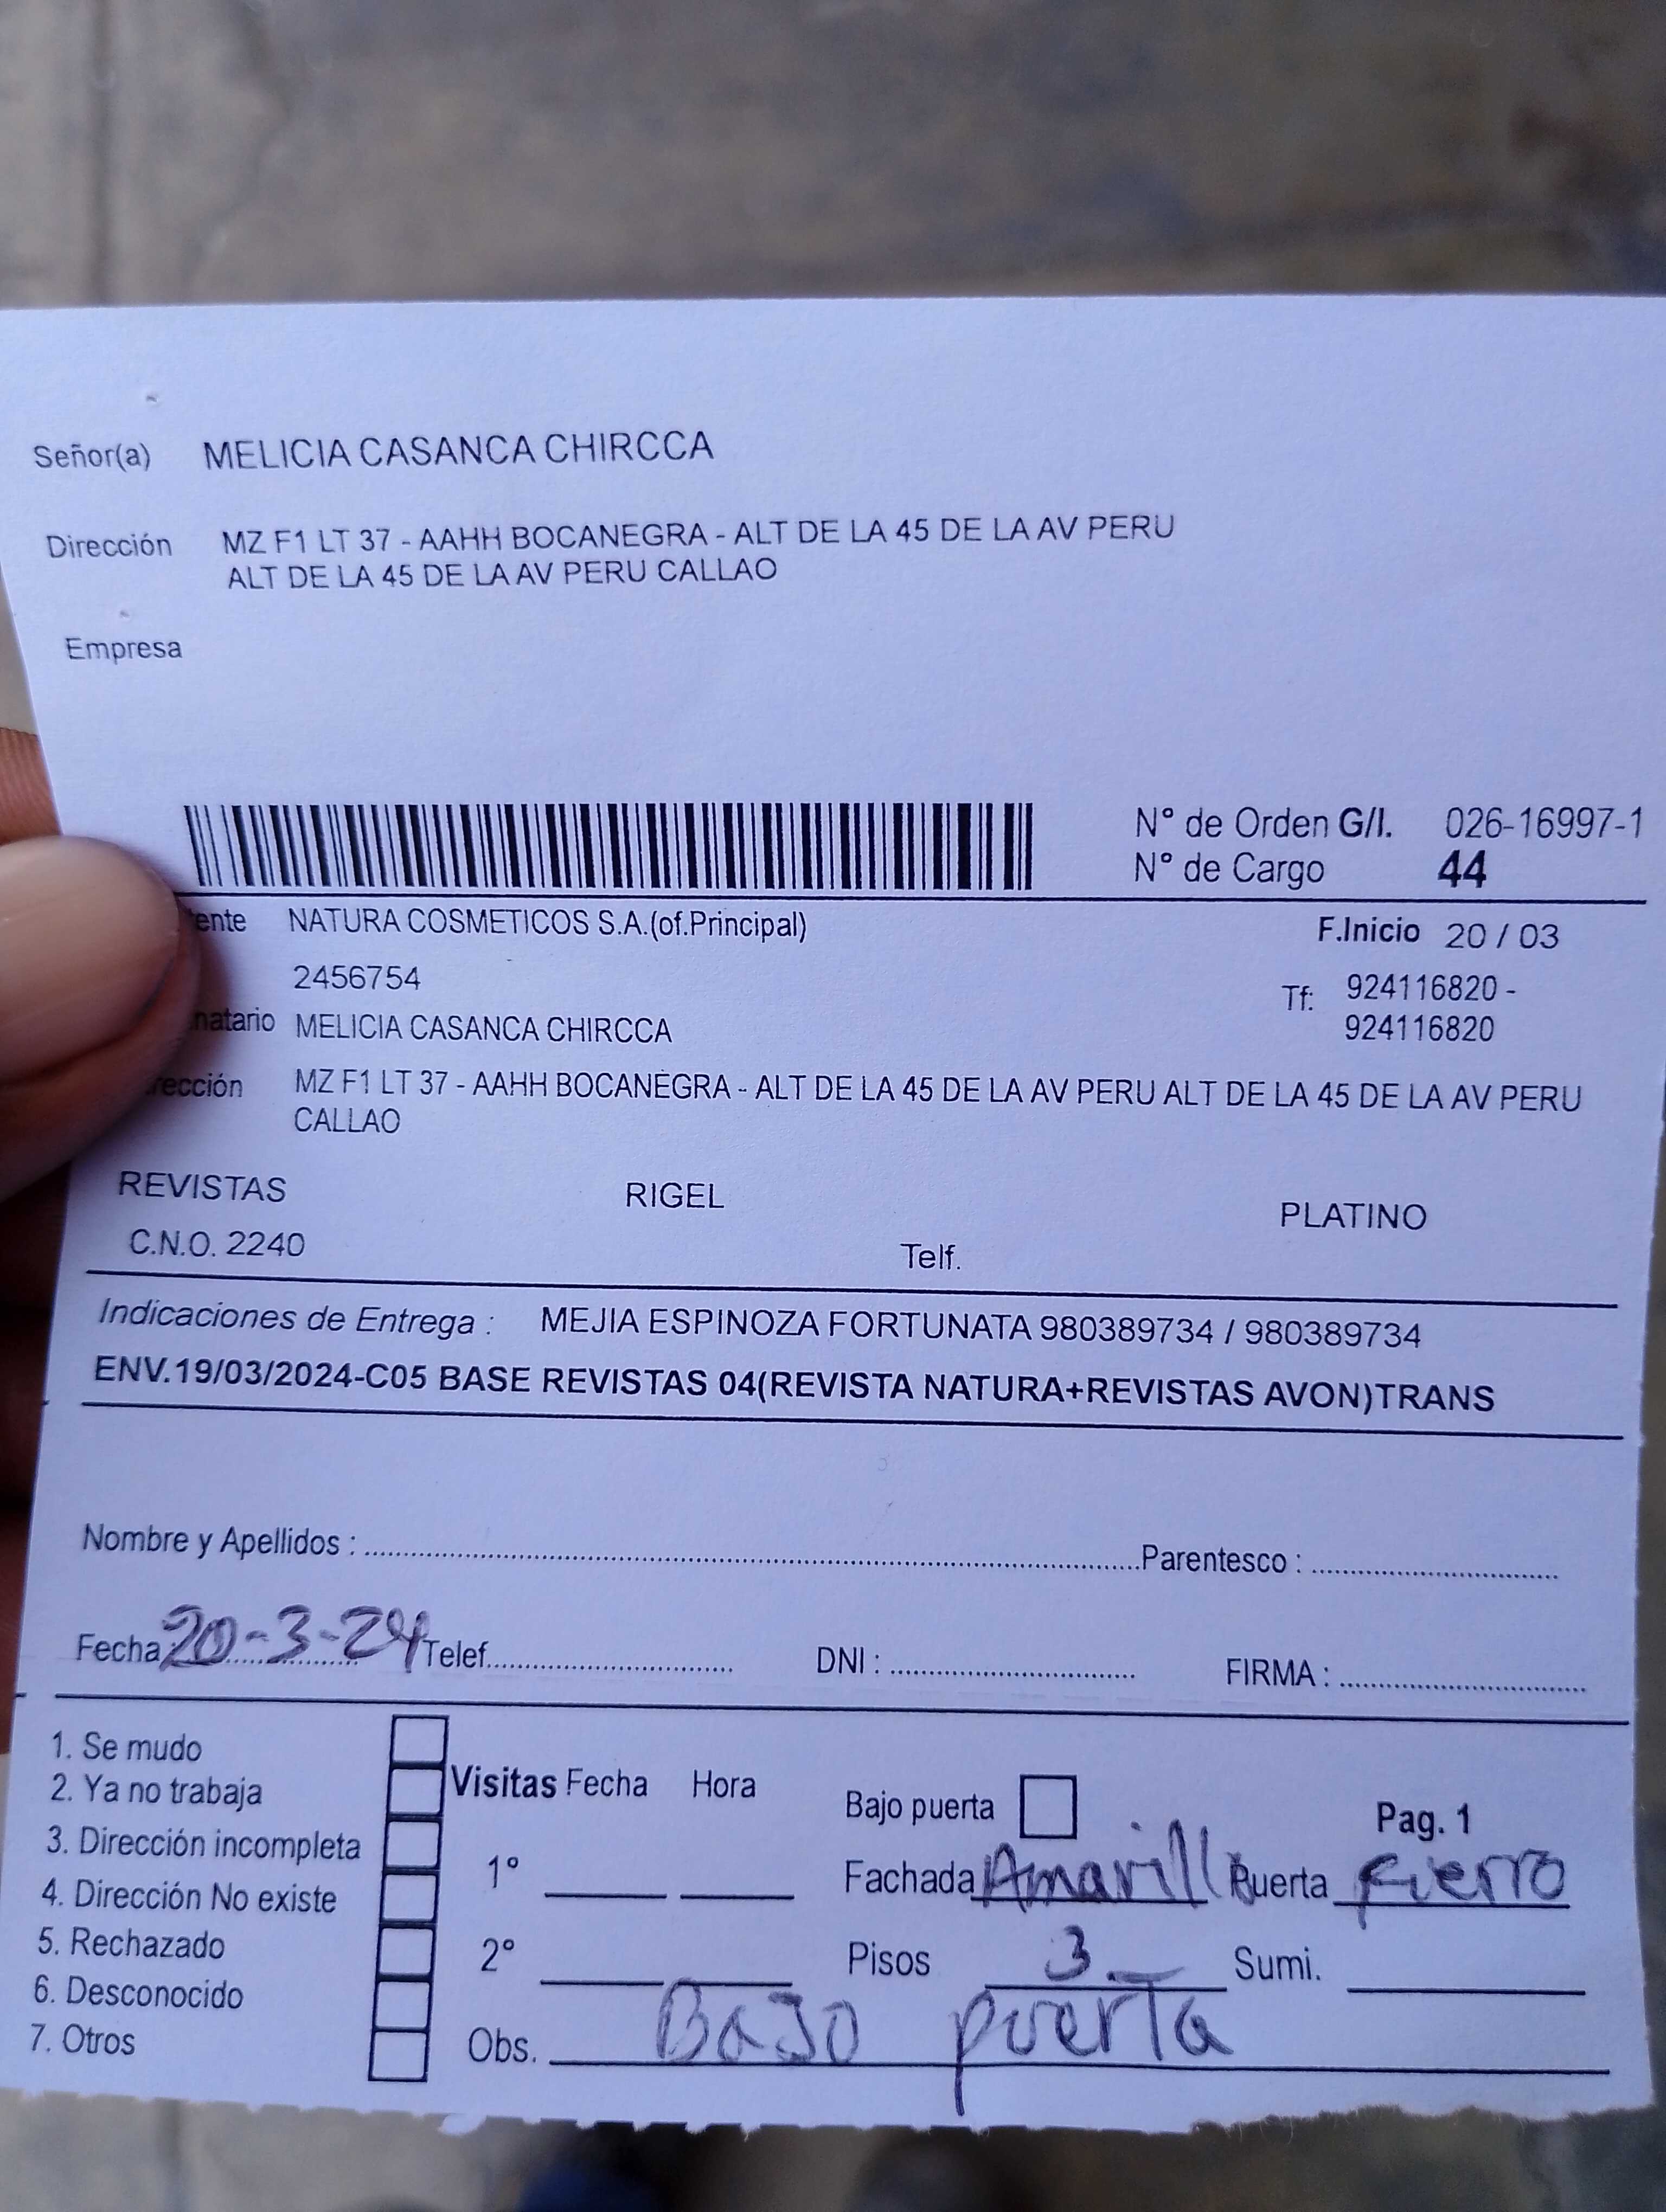 Señor(a) MELICIA CASANCA CHIRCCA
Dirección MZ F1 LT 37 - AAHH BOCANEGRA - ALT DE LA 45 DE LA AV PERU
ALT DE LA 45 DE LA AV PERU CALLAO
Empresa
N° de Orden G/I. 026-16997-1
N° de Cargo 44
ente NATURA COSMETICOS S.A.(of.Principal) F.Inicio 20 / 03
2456754 Tf: 924116820 -
natario MELICIA CASANCA CHIRCCA 924116820
rección MZ F1 LT 37 - AAHH BOCANEGRA - ALT DE LA 45 DE LA AV PERU ALT DE LA 45 DE LA AV PERU
CALLAO
REVISTAS RIGEL PLATINO
C.N.O. 2240 Telf.
Indicaciones de Entrega : MEJIA ESPINOZA FORTUNATA 980389734 / 980389734
ENV.19/03/2024-C05 BASE REVISTAS 04(REVISTA NATURA+REVISTAS AVON)TRANS
Nombre y Apellidos : Parentesco :
Fecha: 20-3-24 Telef. DNI : FIRMA :
1. Se mudo
2. Ya no trabaja
3. Dirección incompleta
4. Dirección No existe
5. Rechazado
6. Desconocido
7. Otros
Visitas Fecha Hora
1°
2°
Bajo puerta Pag. 1
Fachada Amarill Puerta Fierro
Pisos 3 Sumi.
Obs. Bajo puerta